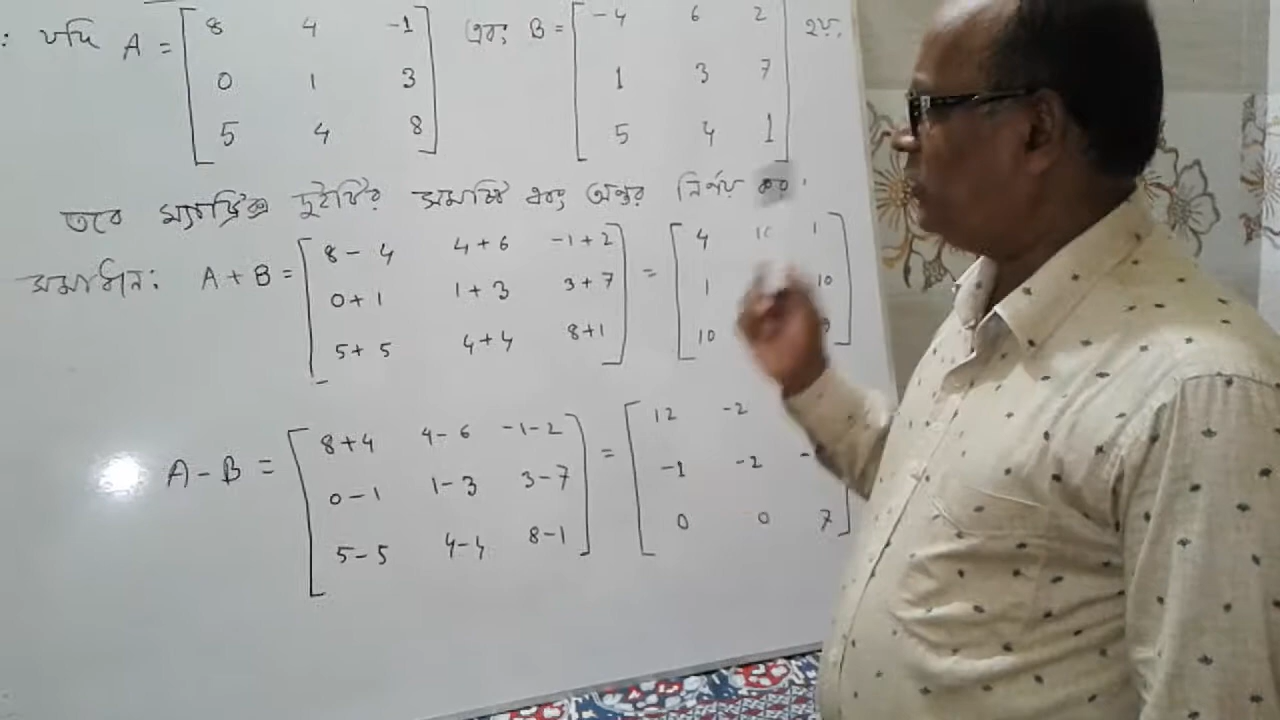 : যদি A = [ 8 4 -1 এবং B = [ -4 6 2 ] হয়.
0 1 3 1 3 7
5 4 8 ] 5 4 1
তবে ম্যাট্রিক্স দুইটির সমষ্টি এবং অন্তর নির্ণয় কর।
সমাধান: A + B = [ 8 - 4 4 + 6 -1 + 2 ] = [ 4 1
0 + 1 1 + 3 3 + 7 1 10
5 + 5 4 + 4 8 + 1 10
A - B = [ 8 + 4 4 - 6 -1 - 2 ] = [ 12 -2
0 - 1 1 - 3 3 - 7 -1 -2
5 - 5 4 - 4 8 - 1 0 0 7 ]